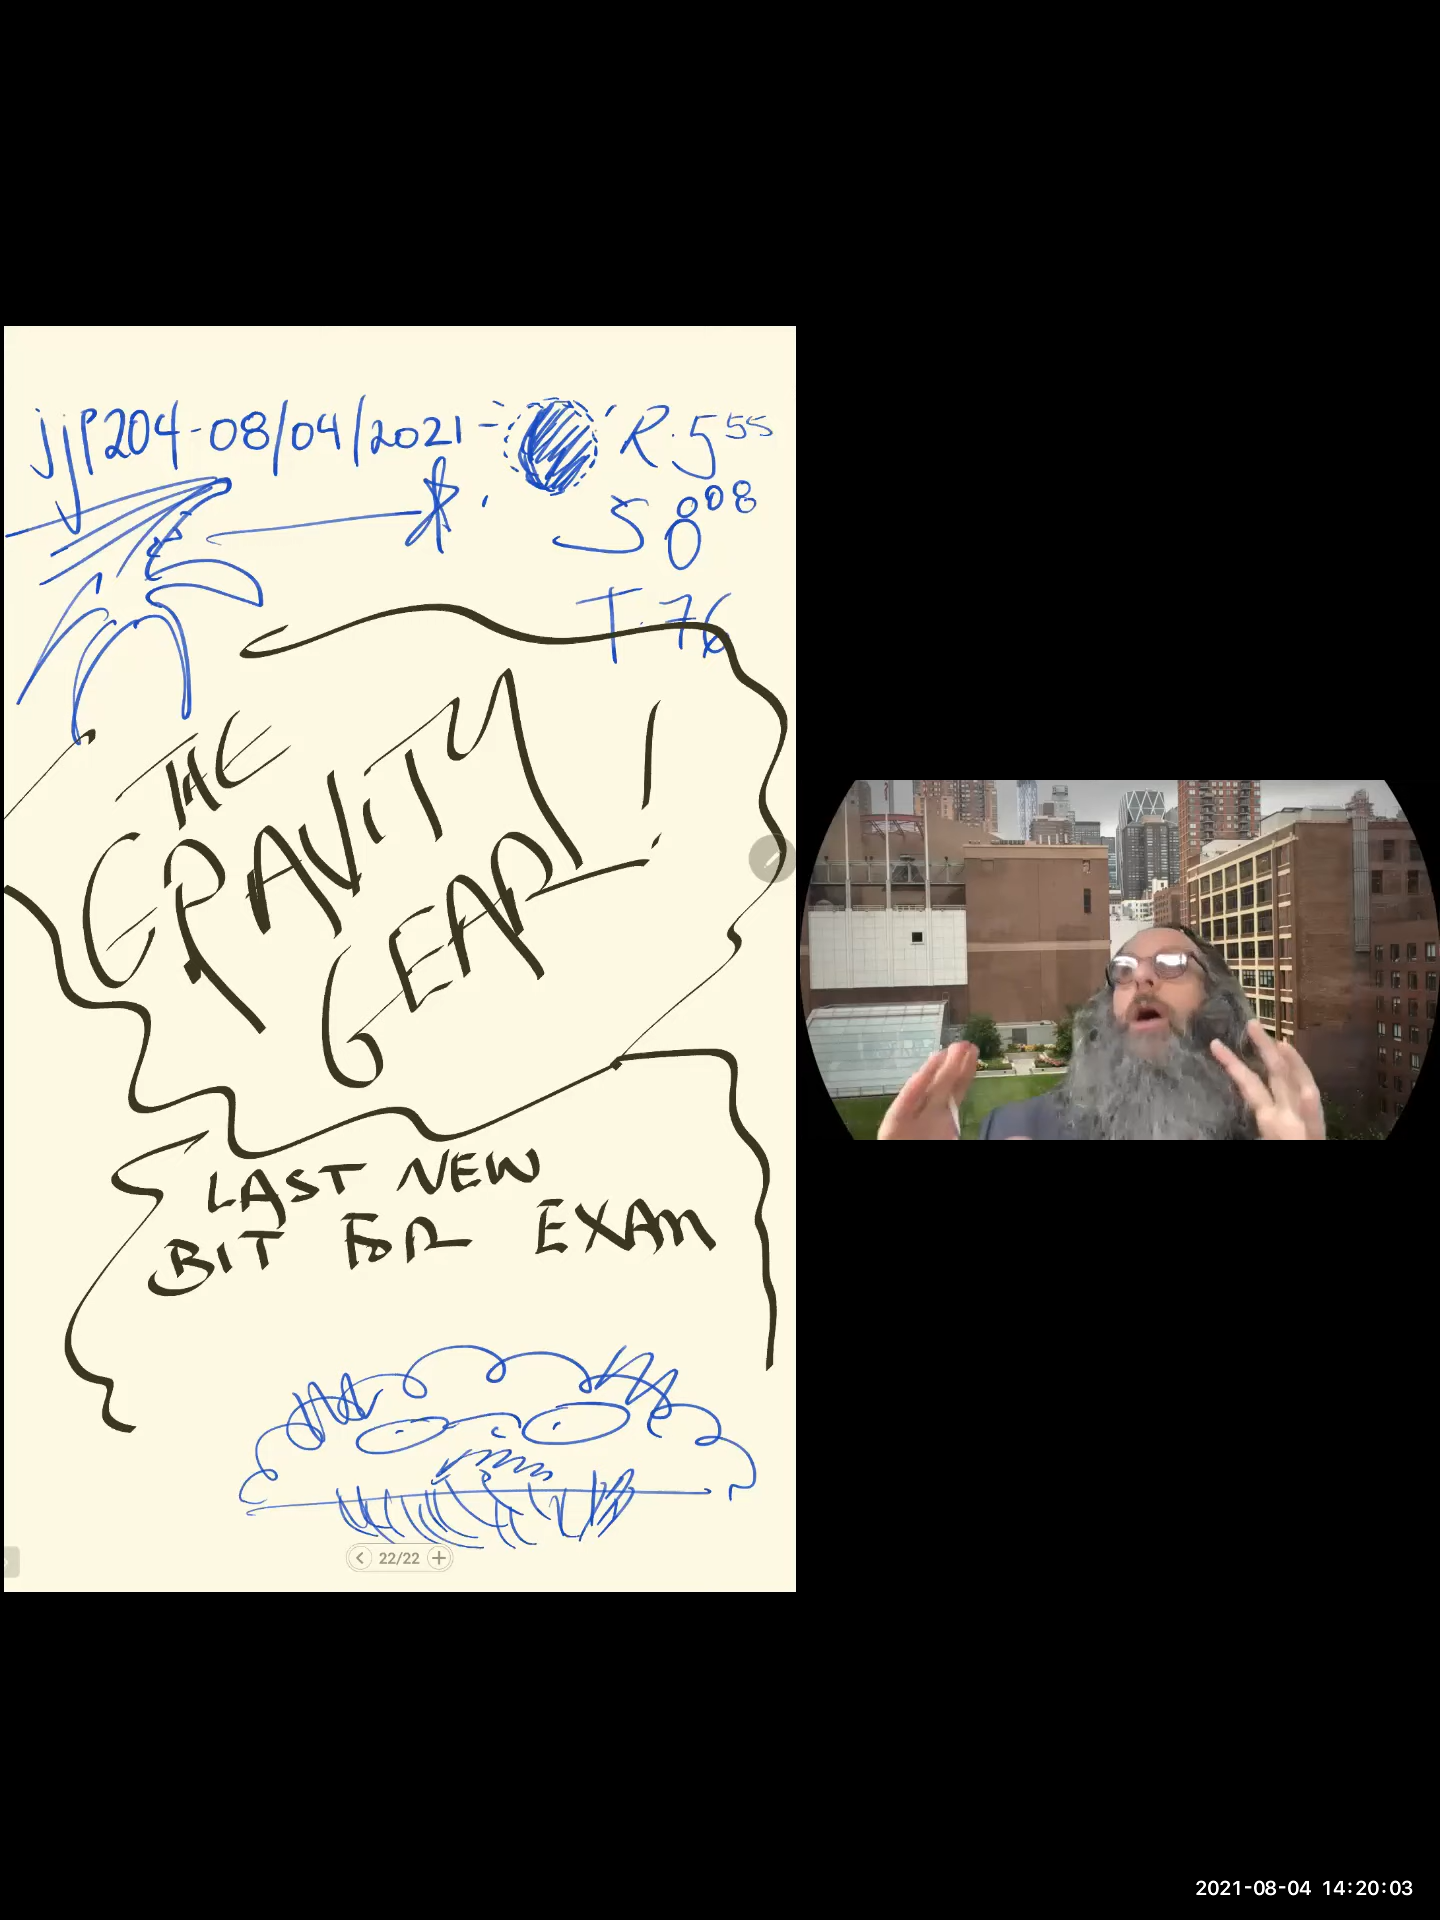 jjp204-08/04/2021- R.5⁵⁵
S 8⁰⁸
T.76
THE
GRAVITY
GEAR!
LAST NEW
BIT FOR EXAM
22/22
2021-08-04 14:20:03